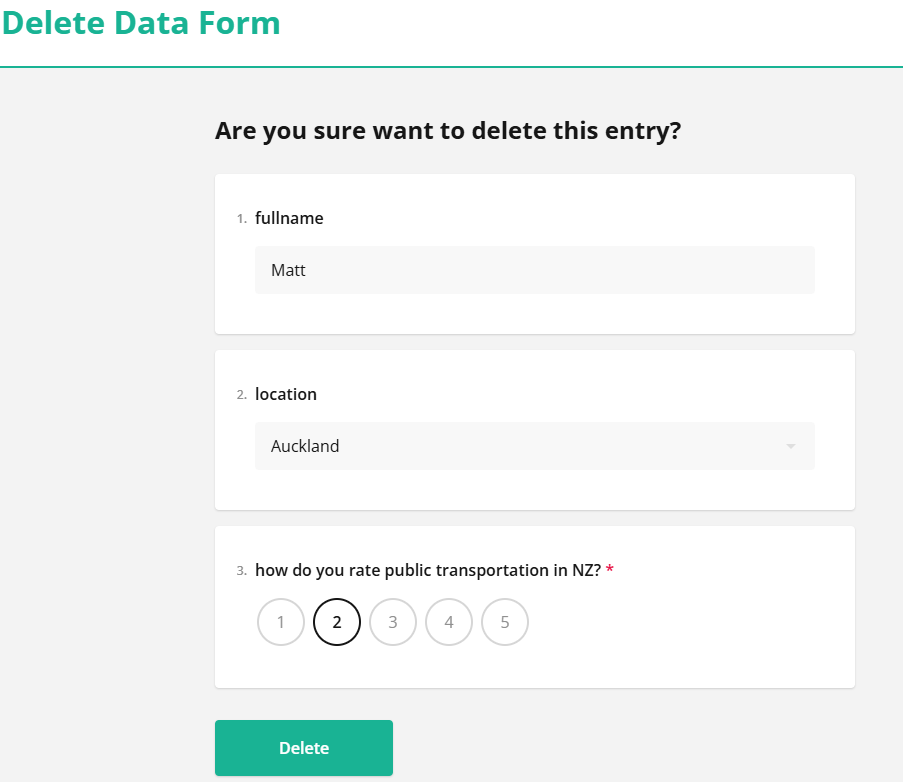 Delete Data Form
Are you sure want to delete this entry?
1. fullname
Matt
2. location
Auckland
3. how do you rate public transportation in NZ? *
1 2 3 4 5
Delete